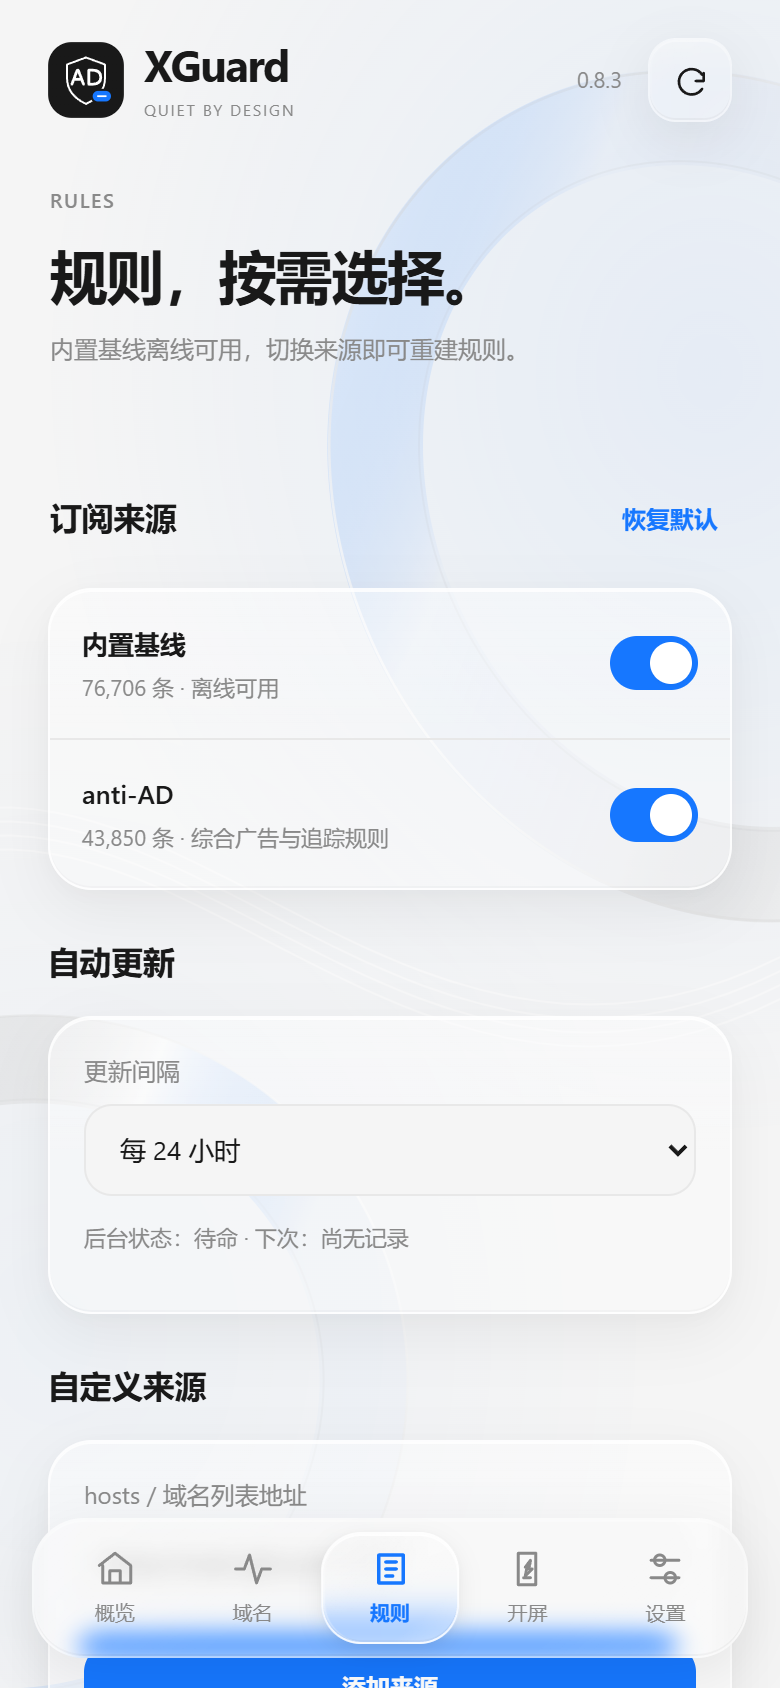 AD
XGuard
QUIET BY DESIGN
0.8.3
RULES
规则，按需选择。
内置基线离线可用，切换来源即可重建规则。
订阅来源
恢复默认
内置基线
76,706 条 · 离线可用
anti-AD
43,850 条 · 综合广告与追踪规则
自动更新
更新间隔
每 24 小时
后台状态：待命 · 下次：尚无记录
自定义来源
hosts / 域名列表地址
概览
域名
规则
开屏
设置
添加来源